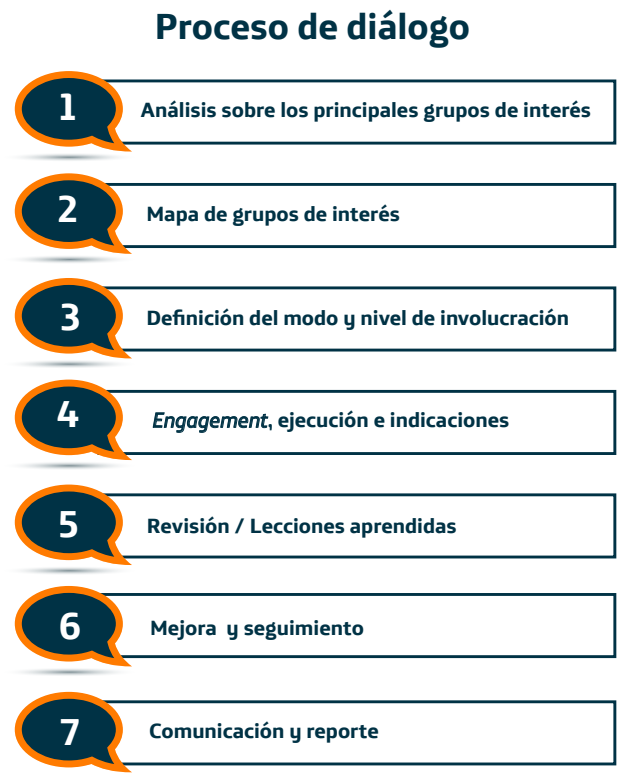 Proceso de diálogo
1
Análisis sobre los principales grupos de interés
2
Mapa de grupos de interés
3
Definición del modo y nivel de involucración
4
Engagement, ejecución e indicaciones
5
Revisión / Lecciones aprendidas
6
Mejora y seguimiento
7
Comunicación y reporte